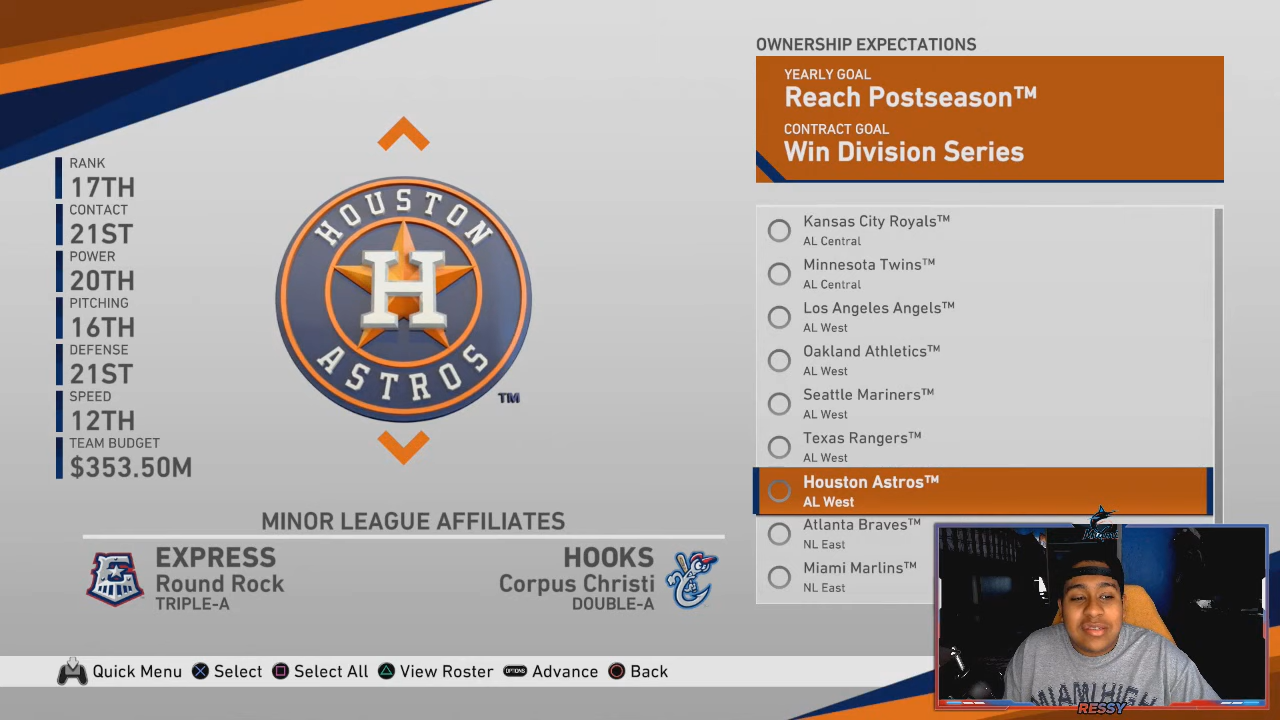 OWNERSHIP EXPECTATIONS
YEARLY GOAL
Reach Postseason™
CONTRACT GOAL
Win Division Series
RANK
17TH
CONTACT
21ST
POWER
20TH
PITCHING
16TH
DEFENSE
21ST
SPEED
12TH
TEAM BUDGET
$353.50M
HOUSTON
H
ASTROS
TM
Kansas City Royals™
AL Central
Minnesota Twins™
AL Central
Los Angeles Angels™
AL West
Oakland Athletics™
AL West
Seattle Mariners™
AL West
Texas Rangers™
AL West
Houston Astros™
AL West
Atlanta Braves™
NL East
Miami Marlins™
NL East
MINOR LEAGUE AFFILIATES
E
EXPRESS
Round Rock
TRIPLE-A
HOOKS
Corpus Christi
DOUBLE-A
Quick Menu
Select
Select All
View Roster
OPTIONS Advance
Back
Miami
MIAMI HIGH
RESSY